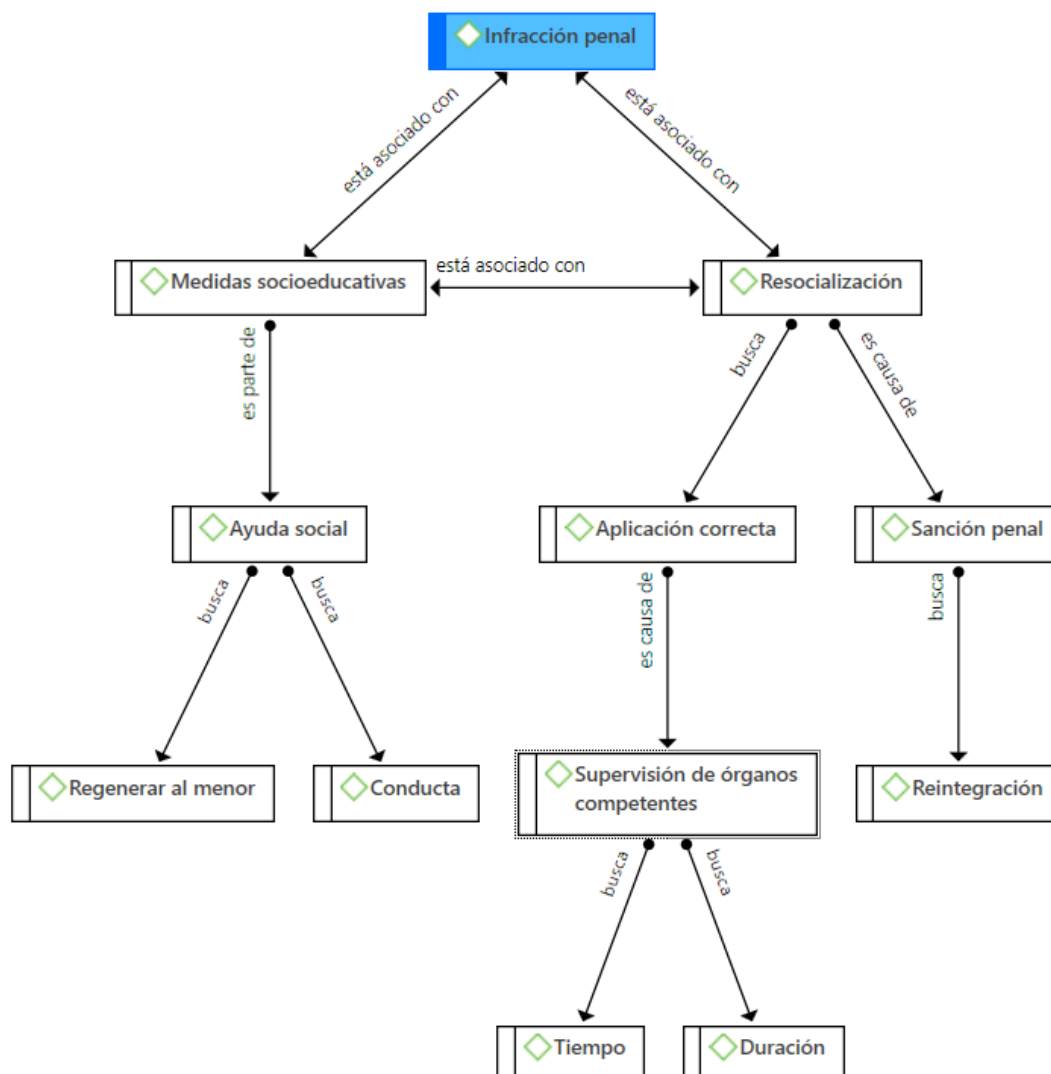 Infracción penal
está asociado con
está asociado con
Medidas socioeducativas
está asociado con
Resocialización
es parte de
busca
es causa de
Ayuda social
Aplicación correcta
Sanción penal
busca
busca
es causa de
busca
Regenerar al menor
Conducta
Supervisión de órganos
competentes
Reintegración
busca
busca
Tiempo
Duración